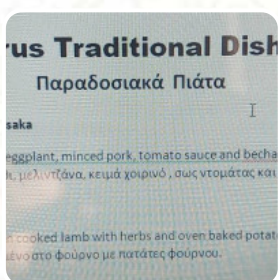 rus Traditional Dish
Παραδοσιακά Πιάτα
saka
eggplant, minced pork, tomato sauce and becha
μελιντζάνα, κειμά χοιρινό , σως ντομάτας και
cooked lamb with herbs and oven baked potat
στο φούρνο με πατάτες φούρνου.